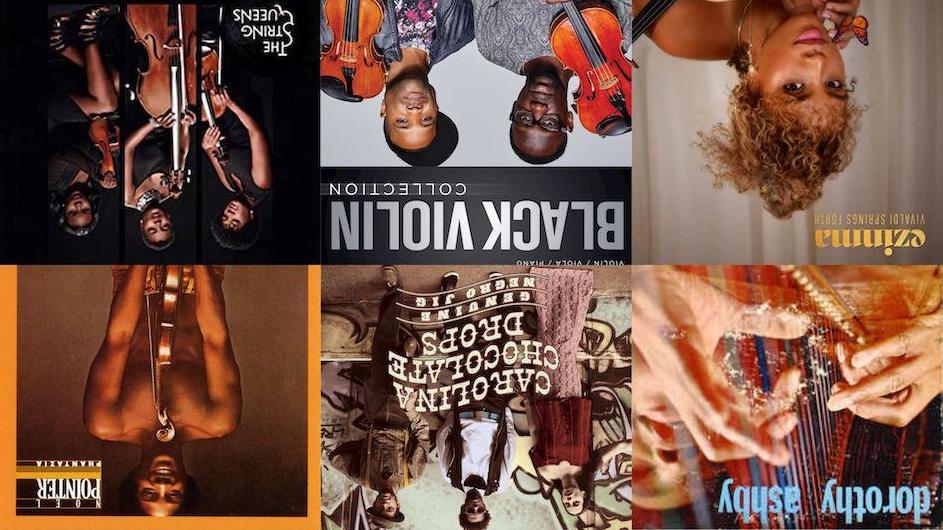 THE
STRING
QUEENS
VIOLIN / VIOLA / PIANO
BLACK VIOLIN
COLLECTION
ezinma
VIVALDI SPRINGS FORTH
NOEL
POINTER
PHANTAZIA
CAROLINA
CHOCOLATE
DROPS
GENUINE
NEGRO JIG
dorothy ashby